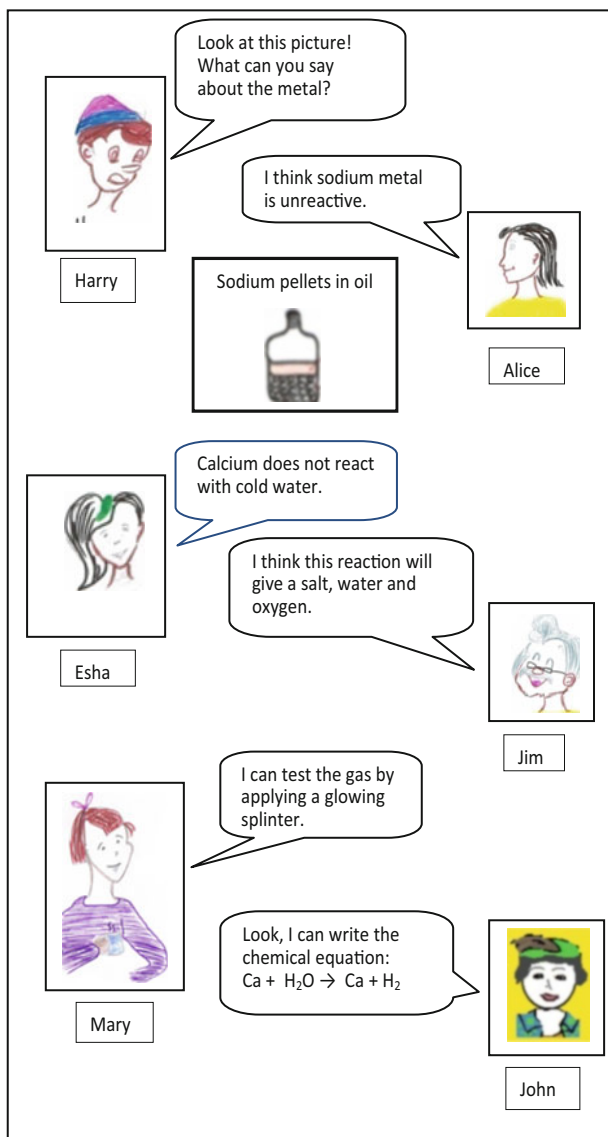 Look at this picture!
What can you say
about the metal?
Harry
I think sodium metal
is unreactive.
Alice
Sodium pellets in oil
Calcium does not react
with cold water.
Esha
I think this reaction will
give a salt, water and
oxygen.
Jim
I can test the gas by
applying a glowing
splinter.
Mary
Look, I can write the
chemical equation:
Ca + H₂O → Ca + H₂
John